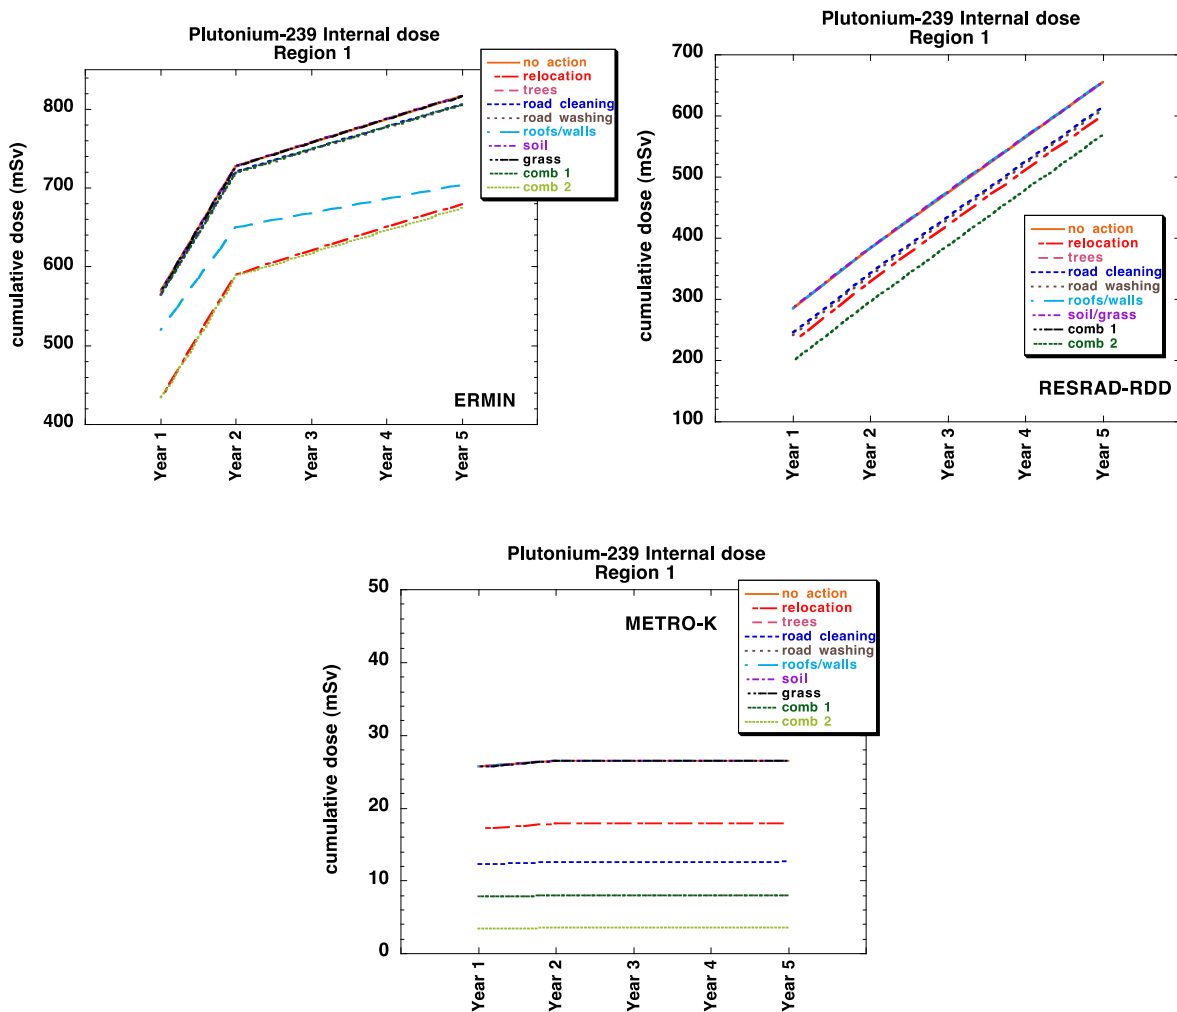 Plutonium-239 Internal dose
Region 1
cumulative dose (mSv)
800
700
600
500
400
no action
relocation
trees
road cleaning
road washing
roofs/walls
soil
grass
comb 1
comb 2
ERMIN
Year 1
Year 2
Year 3
Year 4
Year 5
Plutonium-239 Internal dose
Region 1
cumulative dose (mSv)
700
600
500
400
300
200
100
no action
relocation
trees
road cleaning
road washing
roofs/walls
soil/grass
comb 1
comb 2
RESRAD-RDD
Year 1
Year 2
Year 3
Year 4
Year 5
Plutonium-239 Internal dose
Region 1
cumulative dose (mSv)
50
40
30
20
10
0
METRO-K
no action
relocation
trees
road cleaning
road washing
roofs/walls
soil
grass
comb 1
comb 2
Year 1
Year 2
Year 3
Year 4
Year 5